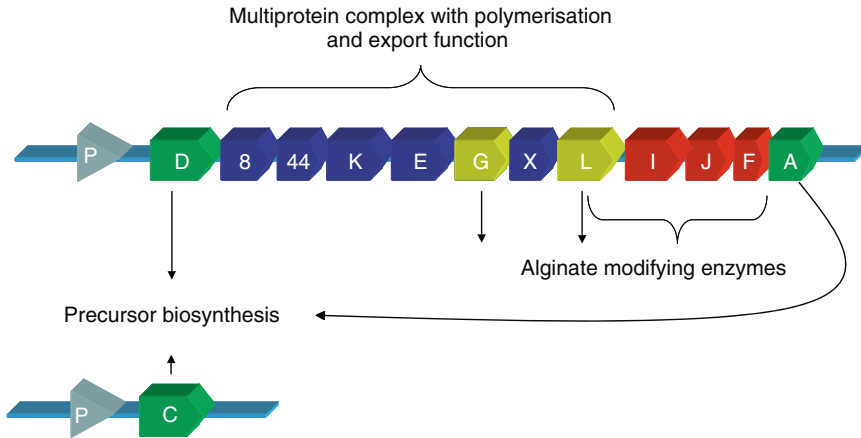 Multiprotein complex with polymerisation
and export function
P D 8 44 K E G X L I J F A
Alginate modifying enzymes
Precursor biosynthesis
P C